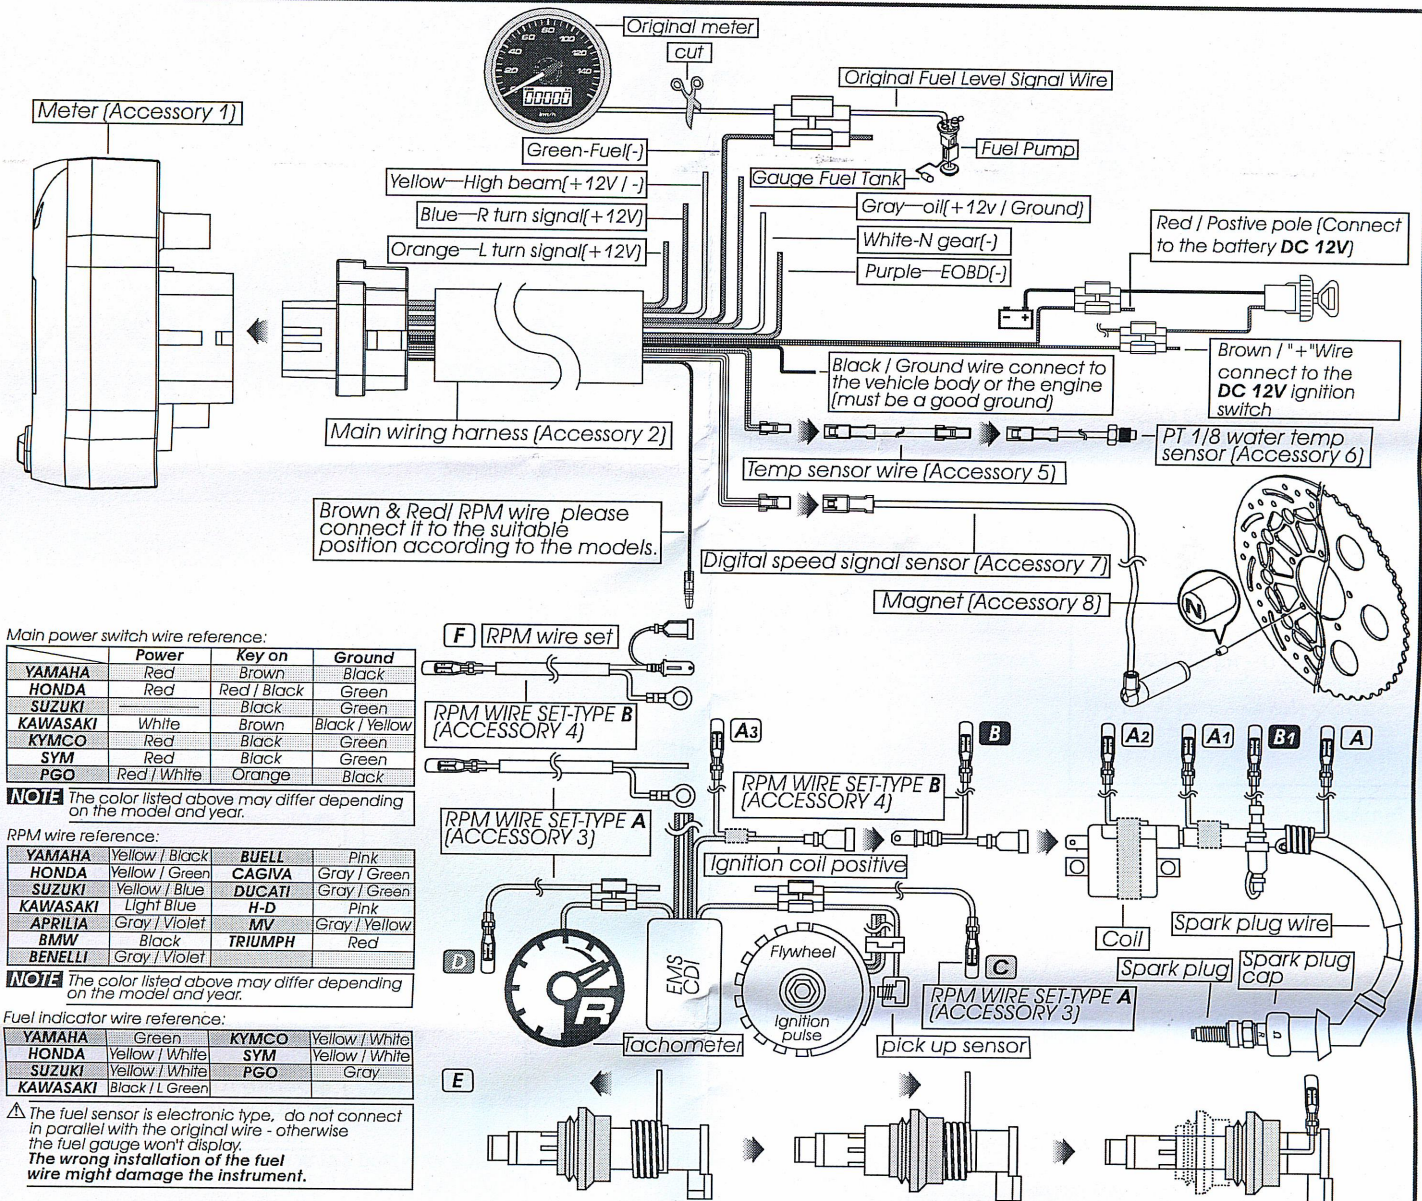 Original meter
cut
Original Fuel Level Signal Wire
Meter (Accessory 1)
20
40
60
80
100
120
140
00000
km/h
Green-Fuel(-)
Fuel Pump
Yellow—High beam(+12V / -)
Gauge Fuel Tank
Blue—R turn signal(+12V)
Gray—oil(+12v / Ground)
Orange—L turn signal(+12V)
White-N gear(-)
Purple—EOBD(-)
Red / Postive pole (Connect
to the battery DC 12V)
- +
Black / Ground wire connect to
the vehicle body or the engine
(must be a good ground)
Brown / "+"Wire
connect to the
DC 12V ignition
switch
Main wiring harness (Accessory 2)
Temp sensor wire (Accessory 5)
PT 1/8 water temp
sensor (Accessory 6)
Brown & Red/ RPM wire please
connect it to the suitable
position according to the models.
Digital speed signal sensor (Accessory 7)
Magnet (Accessory 8)
N
Main power switch wire reference:
Power Key on Ground
YAMAHA Red Brown Black
HONDA Red Red / Black Green
SUZUKI ——— Black Green
KAWASAKI White Brown Black / Yellow
KYMCO Red Black Green
SYM Red Black Green
PGO Red / White Orange Black
NOTE The color listed above may differ depending
on the model and year.
RPM wire reference:
YAMAHA Yellow / Black BUELL Pink
HONDA Yellow / Green CAGIVA Gray / Green
SUZUKI Yellow / Blue DUCATI Gray / Green
KAWASAKI Light Blue H-D Pink
APRILIA Gray / Violet MV Gray / Yellow
BMW Black TRIUMPH Red
BENELLI Gray / Violet
NOTE The color listed above may differ depending
on the model and year.
Fuel indicator wire reference:
YAMAHA Green KYMCO Yellow / White
HONDA Yellow / White SYM Yellow / White
SUZUKI Yellow / White PGO Gray
KAWASAKI Black / L Green
The fuel sensor is electronic type, do not connect
in parallel with the original wire - otherwise
the fuel gauge won't display.
The wrong installation of the fuel
wire might damage the instrument.
F RPM wire set
RPM WIRE SET-TYPE B
(ACCESSORY 4)
RPM WIRE SET-TYPE A
(ACCESSORY 3)
A3
B
A2
A1
B1
A
RPM WIRE SET-TYPE B
(ACCESSORY 4)
Ignition coil positive
Coil
Spark plug wire
Spark plug
Spark plug
cap
D
R
EMS
CDI
Tachometer
Flywheel
Ignition
pulse
C
RPM WIRE SET-TYPE A
(ACCESSORY 3)
pick up sensor
E